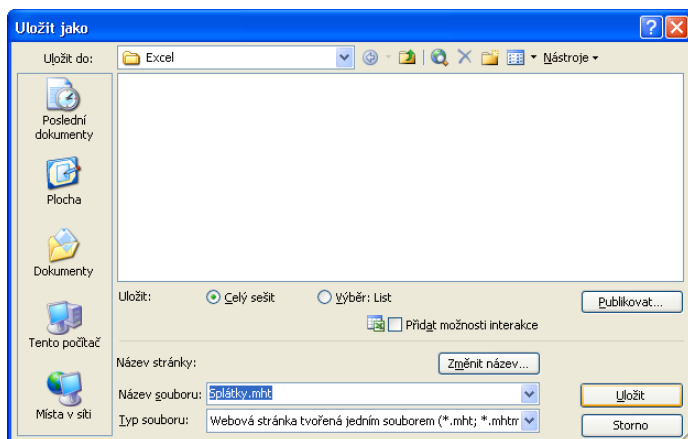 Uložit jako
Uložit do:
Excel
Nástroje
Poslední
dokumenty
Plocha
Dokumenty
Tento počítač
Místa v síti
Uložit:
Celý sešit
Výběr: List
Publikovat...
Přidat možnosti interakce
Název stránky:
Změnit název...
Název souboru:
Splátky.mht
Uložit
Typ souboru:
Webová stránka tvořená jedním souborem (*.mht; *.mhtm
Storno